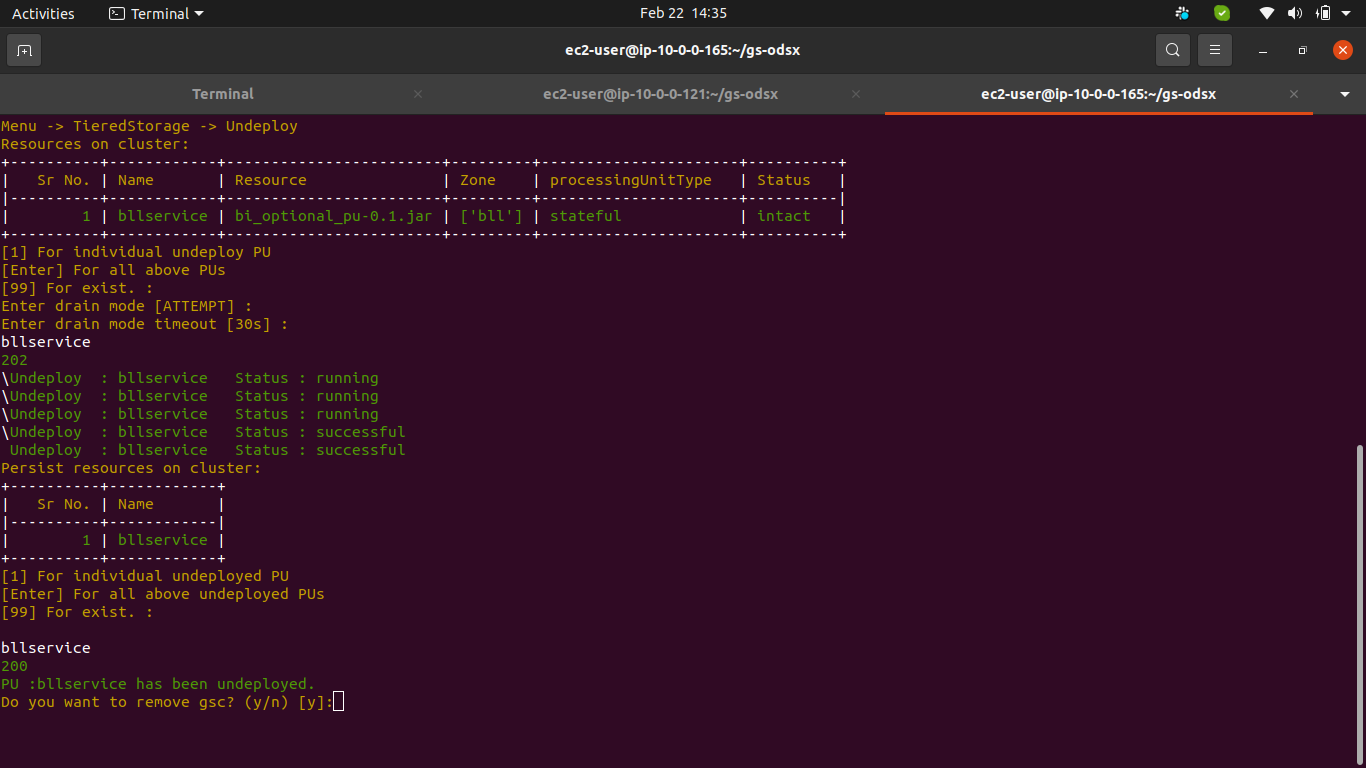 Activities Terminal Feb 22 14:35
ec2-user@ip-10-0-0-165:~/gs-odsx
Terminal ec2-user@ip-10-0-0-121:~/gs-odsx ec2-user@ip-10-0-0-165:~/gs-odsx
Menu -> TieredStorage -> Undeploy
Resources on cluster:
+----------+------------+------------------------+---------+----------------------+----------+
|   Sr No. | Name       | Resource               | Zone    | processingUnitType   | Status   |
|----------+------------+------------------------+---------+----------------------+----------|
|        1 | bllservice | bi_optional_pu-0.1.jar | ['bll'] | stateful             | intact   |
+----------+------------+------------------------+---------+----------------------+----------+
[1] For individual undeploy PU
[Enter] For all above PUs
[99] For exist. :
Enter drain mode [ATTEMPT] :
Enter drain mode timeout [30s] :
bllservice
202
\Undeploy  : bllservice   Status : running
\Undeploy  : bllservice   Status : running
\Undeploy  : bllservice   Status : running
\Undeploy  : bllservice   Status : successful
 Undeploy  : bllservice   Status : successful
Persist resources on cluster:
+----------+------------+
|   Sr No. | Name       |
|----------+------------|
|        1 | bllservice |
+----------+------------+
[1] For individual undeployed PU
[Enter] For all above undeployed PUs
[99] For exist. :
bllservice
200
PU :bllservice has been undeployed.
Do you want to remove gsc? (y/n) [y]: